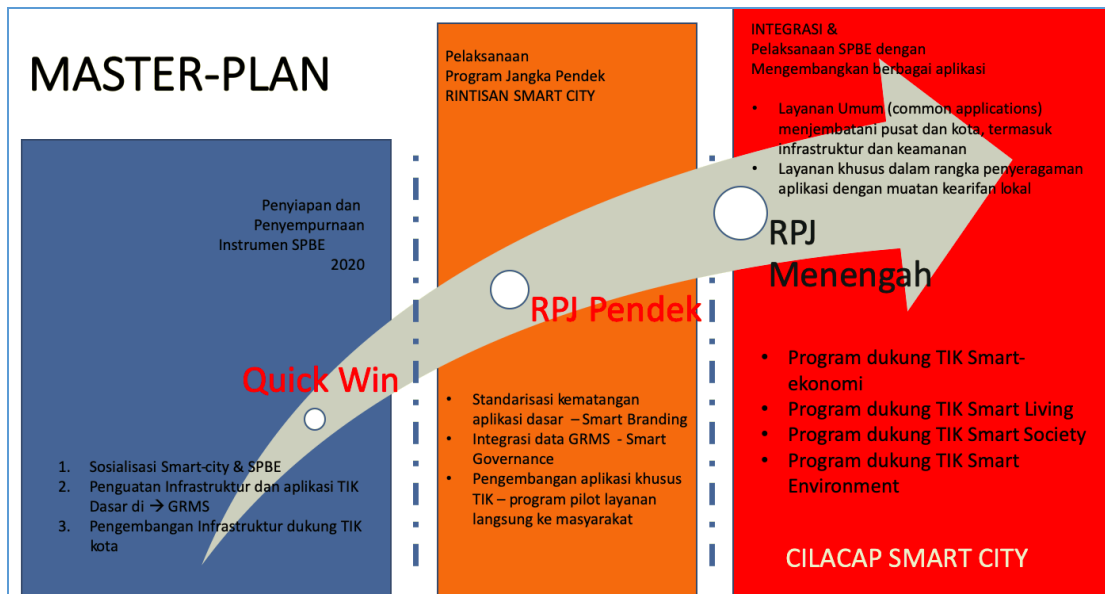 MASTER-PLAN
Penyiapan dan
Penyempurnaan
Instrumen SPBE
2020
Quick Win
1. Sosialisasi Smart-city & SPBE
2. Penguatan Infrastruktur dan aplikasi TIK
Dasar di → GRMS
3. Pengembangan Infrastruktur dukung TIK
kota
Pelaksanaan
Program Jangka Pendek
RINTISAN SMART CITY
RPJ Pendek
• Standarisasi kematangan
aplikasi dasar – Smart Branding
• Integrasi data GRMS - Smart
Governance
• Pengembangan aplikasi khusus
TIK – program pilot layanan
langsung ke masyarakat
INTEGRASI &
Pelaksanaan SPBE dengan
Mengembangkan berbagai aplikasi
• Layanan Umum (common applications)
menjembatani pusat dan kota, termasuk
infrastruktur dan keamanan
• Layanan khusus dalam rangka penyeragaman
aplikasi dengan muatan kearifan lokal
RPJ
Menengah
• Program dukung TIK Smart-
ekonomi
• Program dukung TIK Smart Living
• Program dukung TIK Smart Society
• Program dukung TIK Smart
Environment
CILACAP SMART CITY